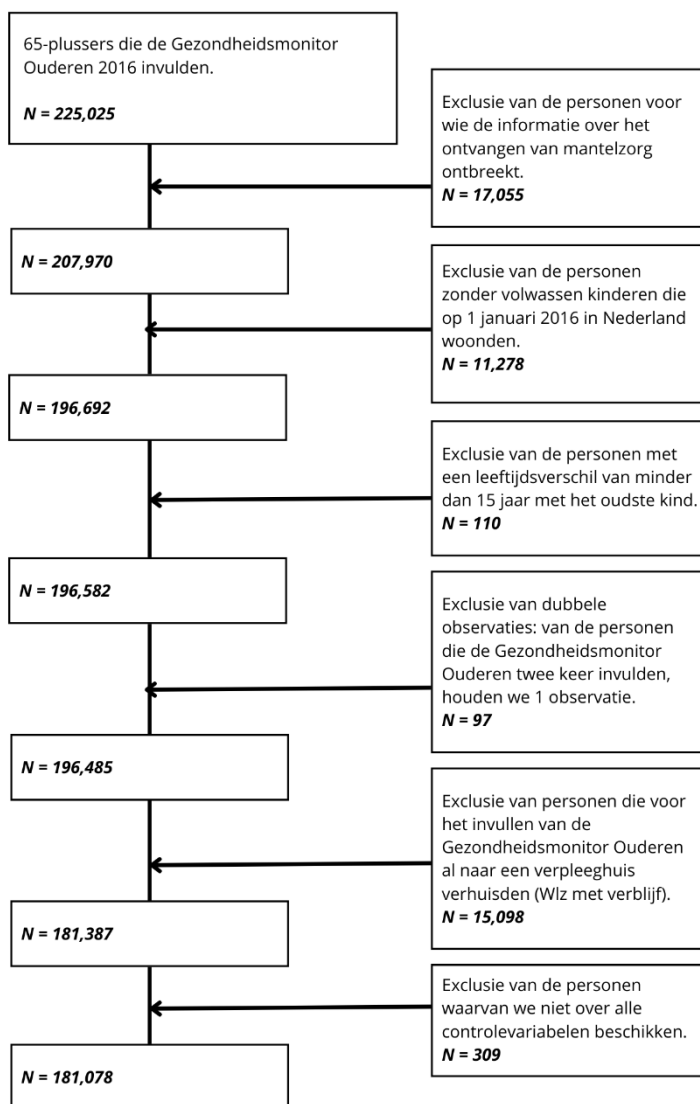 65-plussers die de Gezondheidsmonitor
Ouderen 2016 invulden.
N = 225,025
Exclusie van de personen voor
wie de informatie over het
ontvangen van mantelzorg
ontbreekt.
N = 17,055
N = 207,970
Exclusie van de personen
zonder volwassen kinderen die
op 1 januari 2016 in Nederland
woonden.
N = 11,278
N = 196,692
Exclusie van de personen met
een leeftijdsverschil van minder
dan 15 jaar met het oudste kind.
N = 110
N = 196,582
Exclusie van dubbele
observaties: van de personen
die de Gezondheidsmonitor
Ouderen twee keer invulden,
houden we 1 observatie.
N = 97
N = 196,485
Exclusie van personen die voor
het invullen van de
Gezondheidsmonitor Ouderen
al naar een verpleeghuis
verhuisden (Wlz met verblijf).
N = 15,098
N = 181,387
Exclusie van de personen
waarvan we niet over alle
controlevariabelen beschikken.
N = 309
N = 181,078